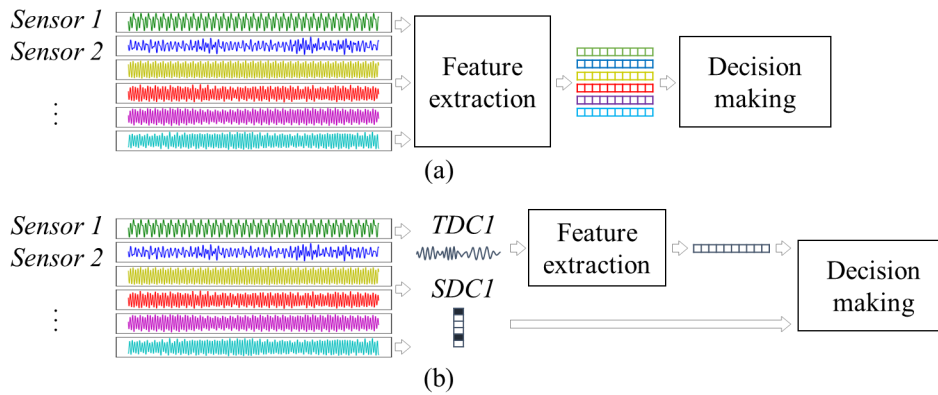 Sensor 1
Sensor 2
⋮
Feature
extraction
Decision
making
(a)
Sensor 1
Sensor 2
⋮
TDC1
SDC1
Feature
extraction
Decision
making
(b)